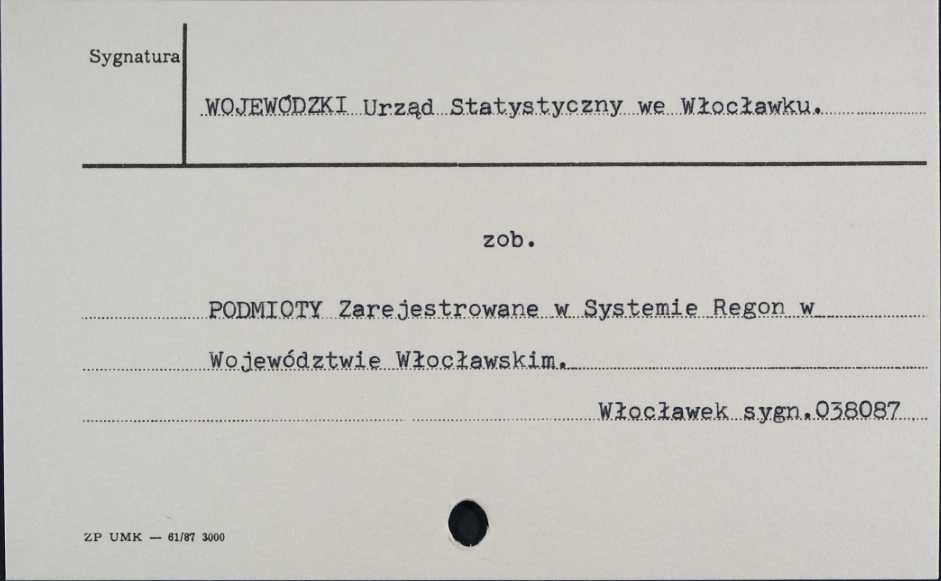 Sygnatura
WOJEWÓDZKI Urząd Statystyczny we Włocławku.
zob.
PODMIOTY Zarejestrowane w Systemie Regon w
Województwie Włocławskim.
Włocławek sygn.038087
ZP UMK — 61/87 3000